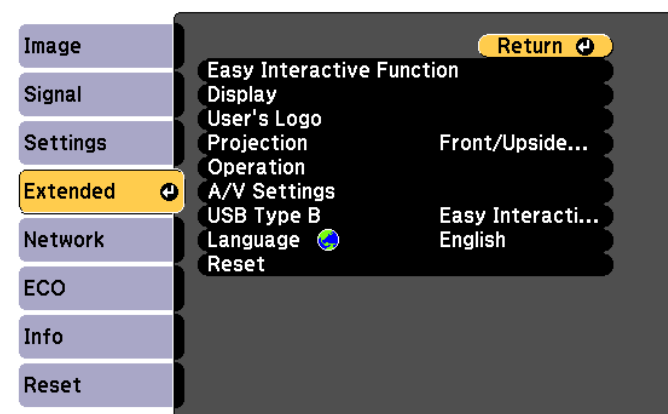 Image
Signal
Settings
Extended
Network
ECO
Info
Reset
Return
Easy Interactive Function
Display
User's Logo
Projection Front/Upside...
Operation
A/V Settings
USB Type B Easy Interacti...
Language English
Reset